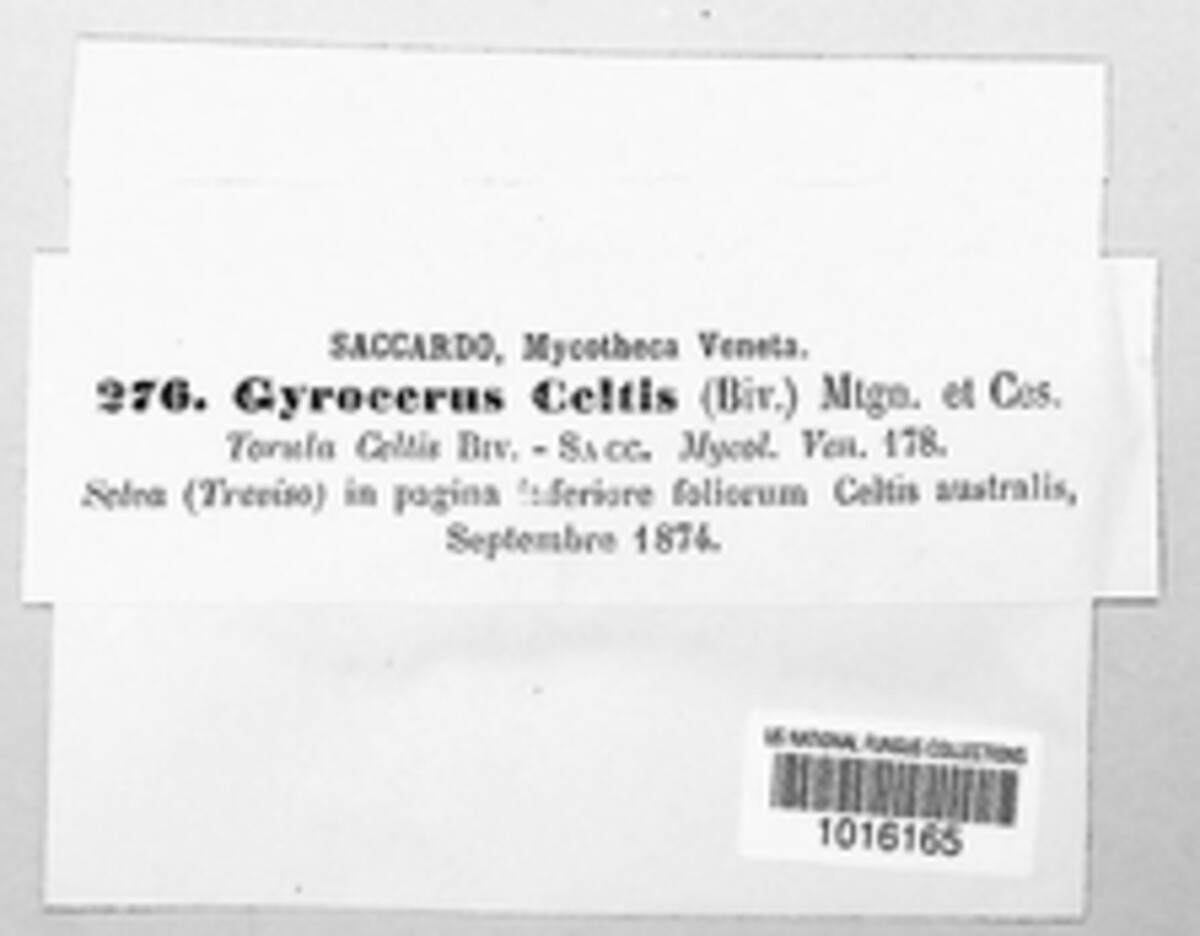 SACCARDO, Mycotheca Veneta.
276. Gyrocerus Celtis (Biv.) Mtgn. et Ces.
Torula Celtis BIV. - SACC. Mycol. Ven. 178.
Selva (Treviso) in pagina inferiore foliorum Celtis australis,
Septembre 1874.
US NATIONAL FUNGUS COLLECTIONS
1016165